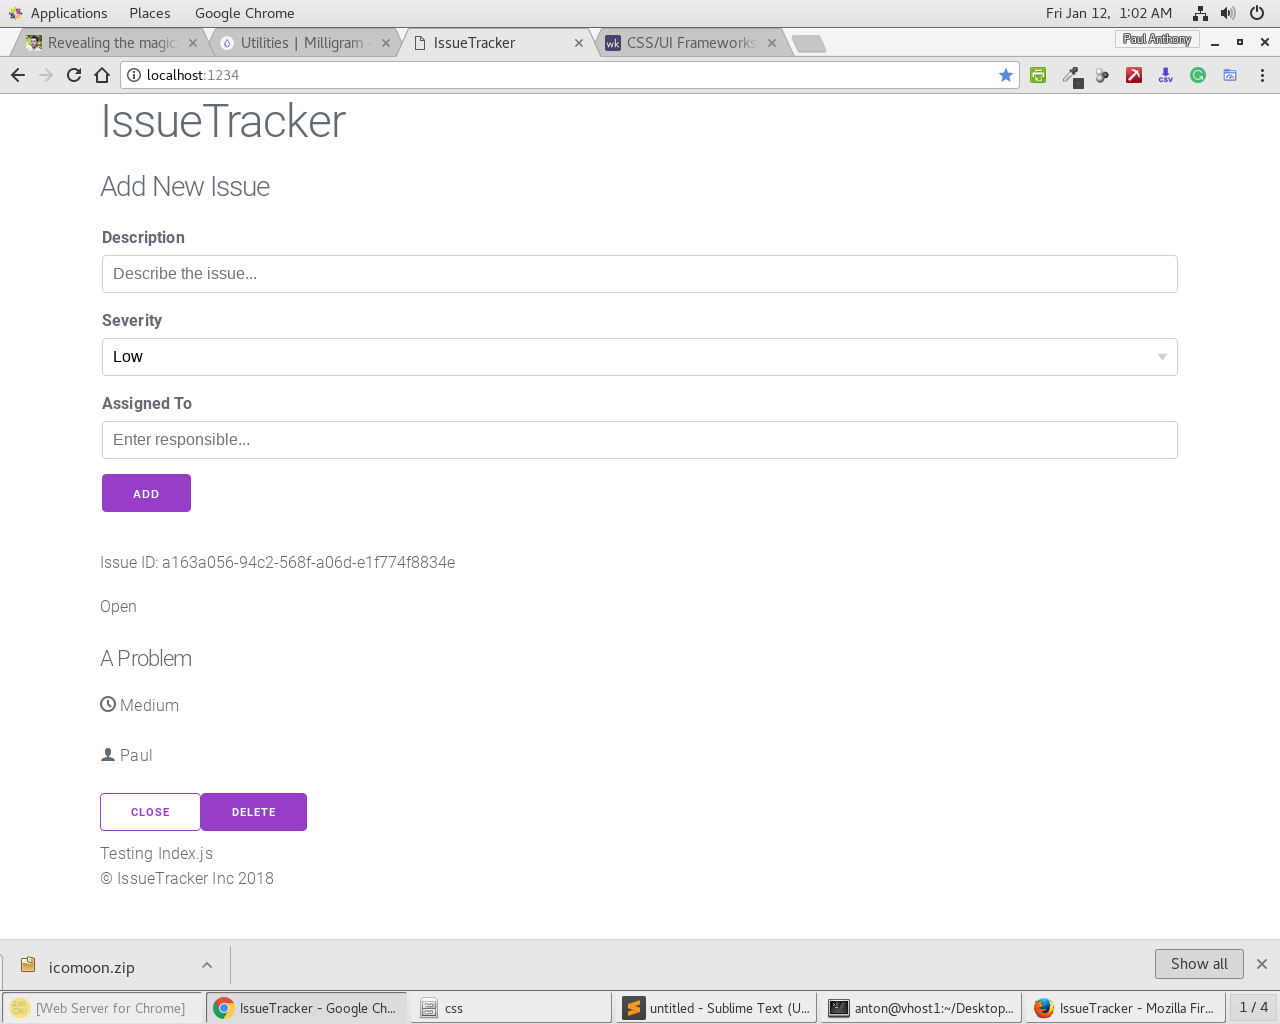 Applications Places Google Chrome Fri Jan 12, 1:02 AM
Revealing the magic Utilities | Milligram - IssueTracker wk CSS/UI Frameworks Paul Anthony
localhost:1234 CSV
IssueTracker
Add New Issue
Description
Describe the issue...
Severity
Low
Assigned To
Enter responsible...
ADD
Issue ID: a163a056-94c2-568f-a06d-e1f774f8834e
Open
A Problem
Medium
Paul
CLOSE DELETE
Testing Index.js
© IssueTracker Inc 2018
icomoon.zip Show all
[Web Server for Chrome] IssueTracker - Google Ch... css untitled - Sublime Text (U... anton@vhost1:~/Desktop... IssueTracker - Mozilla Fir... 1 / 4